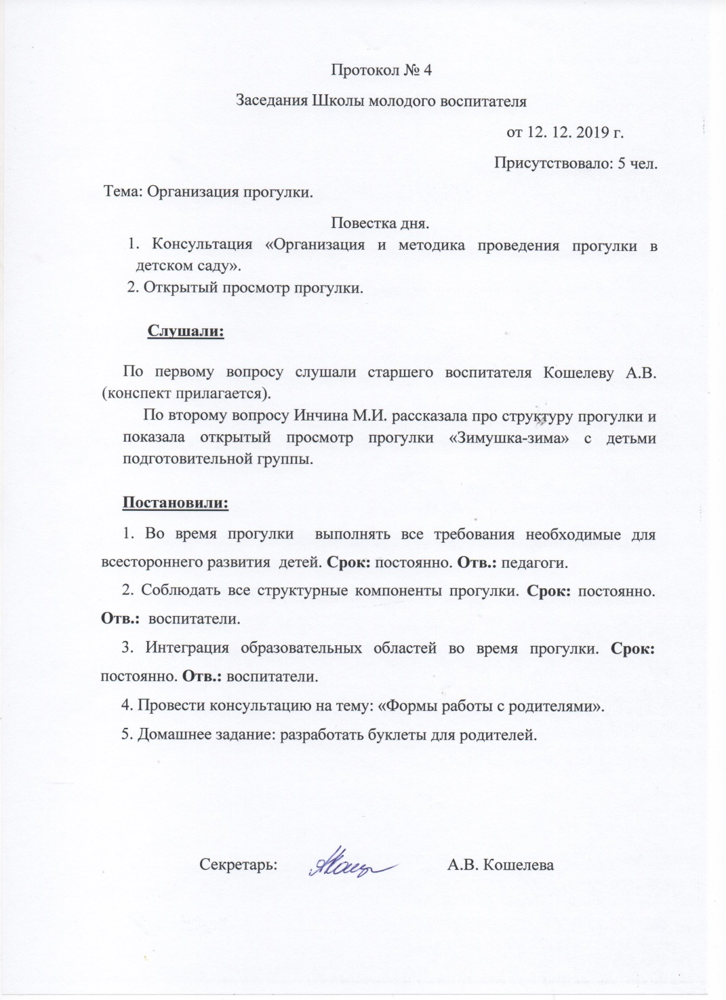 Протокол № 4
Заседания Школы молодого воспитателя
от 12. 12. 2019 г.
Присутствовало: 5 чел.
Тема: Организация прогулки.
Повестка дня.
1. Консультация «Организация и методика проведения прогулки в
детском саду».
2. Открытый просмотр прогулки.
Слушали:
По первому вопросу слушали старшего воспитателя Кошелеву А.В.
(конспект прилагается).
По второму вопросу Инчина М.И. рассказала про структуру прогулки и
показала открытый просмотр прогулки «Зимушка-зима» с детьми
подготовительной группы.
Постановили:
1. Во время прогулки выполнять все требования необходимые для
всестороннего развития детей. Срок: постоянно. Отв.: педагоги.
2. Соблюдать все структурные компоненты прогулки. Срок: постоянно.
Отв.: воспитатели.
3. Интеграция образовательных областей во время прогулки. Срок:
постоянно. Отв.: воспитатели.
4. Провести консультацию на тему: «Формы работы с родителями».
5. Домашнее задание: разработать буклеты для родителей.
Секретарь: А.В. Кошелева